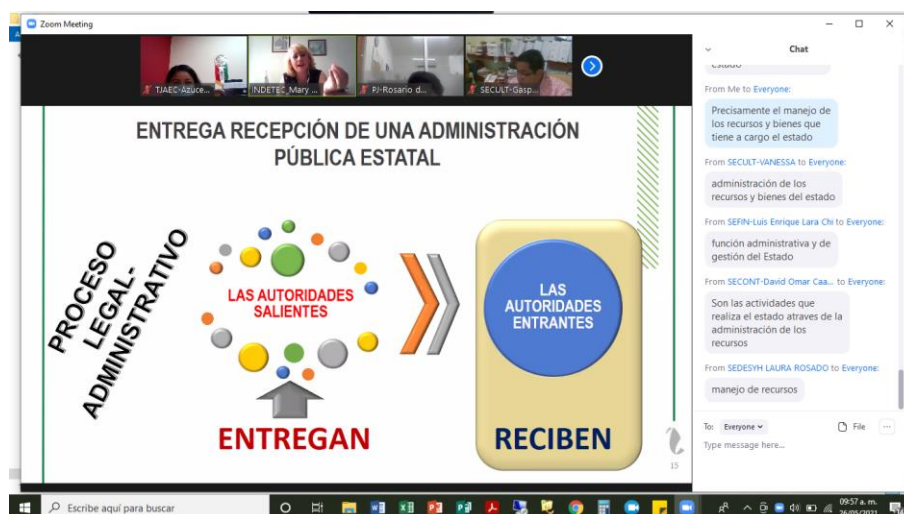 Zoom Meeting
TJAEC-Azuce...
INDETEC_Mary ...
PJ-Rosario d...
SECULT-Gasp...
ENTREGA RECEPCIÓN DE UNA ADMINISTRACIÓN
PÚBLICA ESTATAL
PROCESO
LEGAL-
ADMINISTRATIVO
LAS AUTORIDADES
SALIENTES
ENTREGAN
LAS
AUTORIDADES
ENTRANTES
RECIBEN
15
Chat
estado
From Me to Everyone:
Precisamente el manejo de
los recursos y bienes que
tiene a cargo el estado
From SECULT-VANESSA to Everyone:
administración de los
recursos y bienes del estado
From SEFIN-Luis Enrique Lara Chi to Everyone:
función administrativa y de
gestión del Estado
From SECONT-David Omar Caa... to Everyone:
Son las actividades que
realiza el estado atraves de la
administración de los
recursos
From SEDESYH LAURA ROSADO to Everyone:
manejo de recursos
To: Everyone
File
Type message here...
Escribe aquí para buscar
09:57 a. m.
26/05/2021